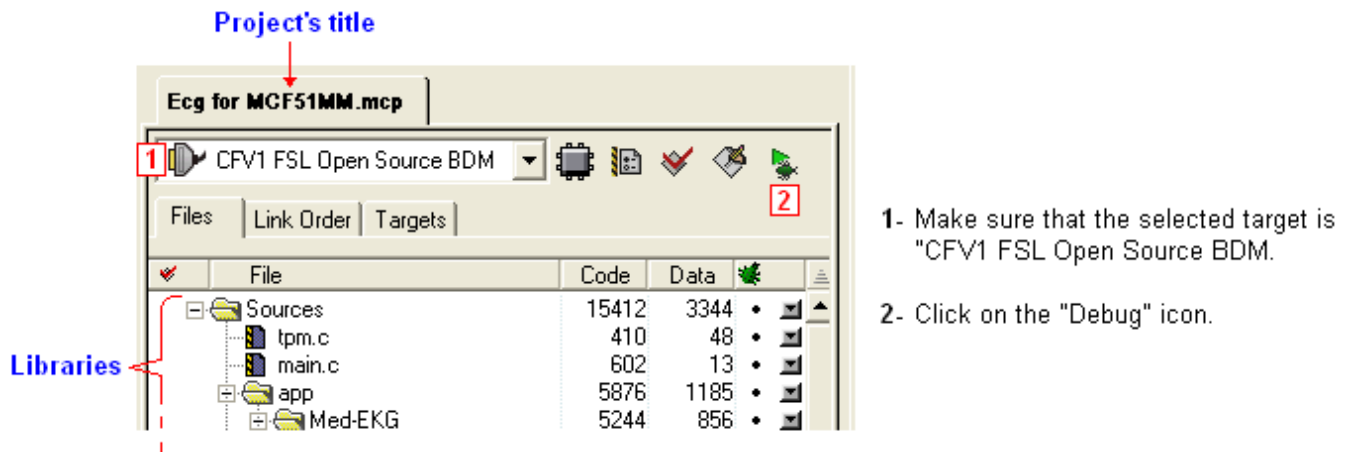 Project's title
Ecg for MCF51MM.mcp
1 CFV1 FSL Open Source BDM
2
Files Link Order Targets
File Code Data
Sources 15412 3344
tpm.c 410 48
main.c 602 13
app 5876 1185
Med-EKG 5244 856
Libraries
1- Make sure that the selected target is
"CFV1 FSL Open Source BDM.
2- Click on the "Debug" icon.